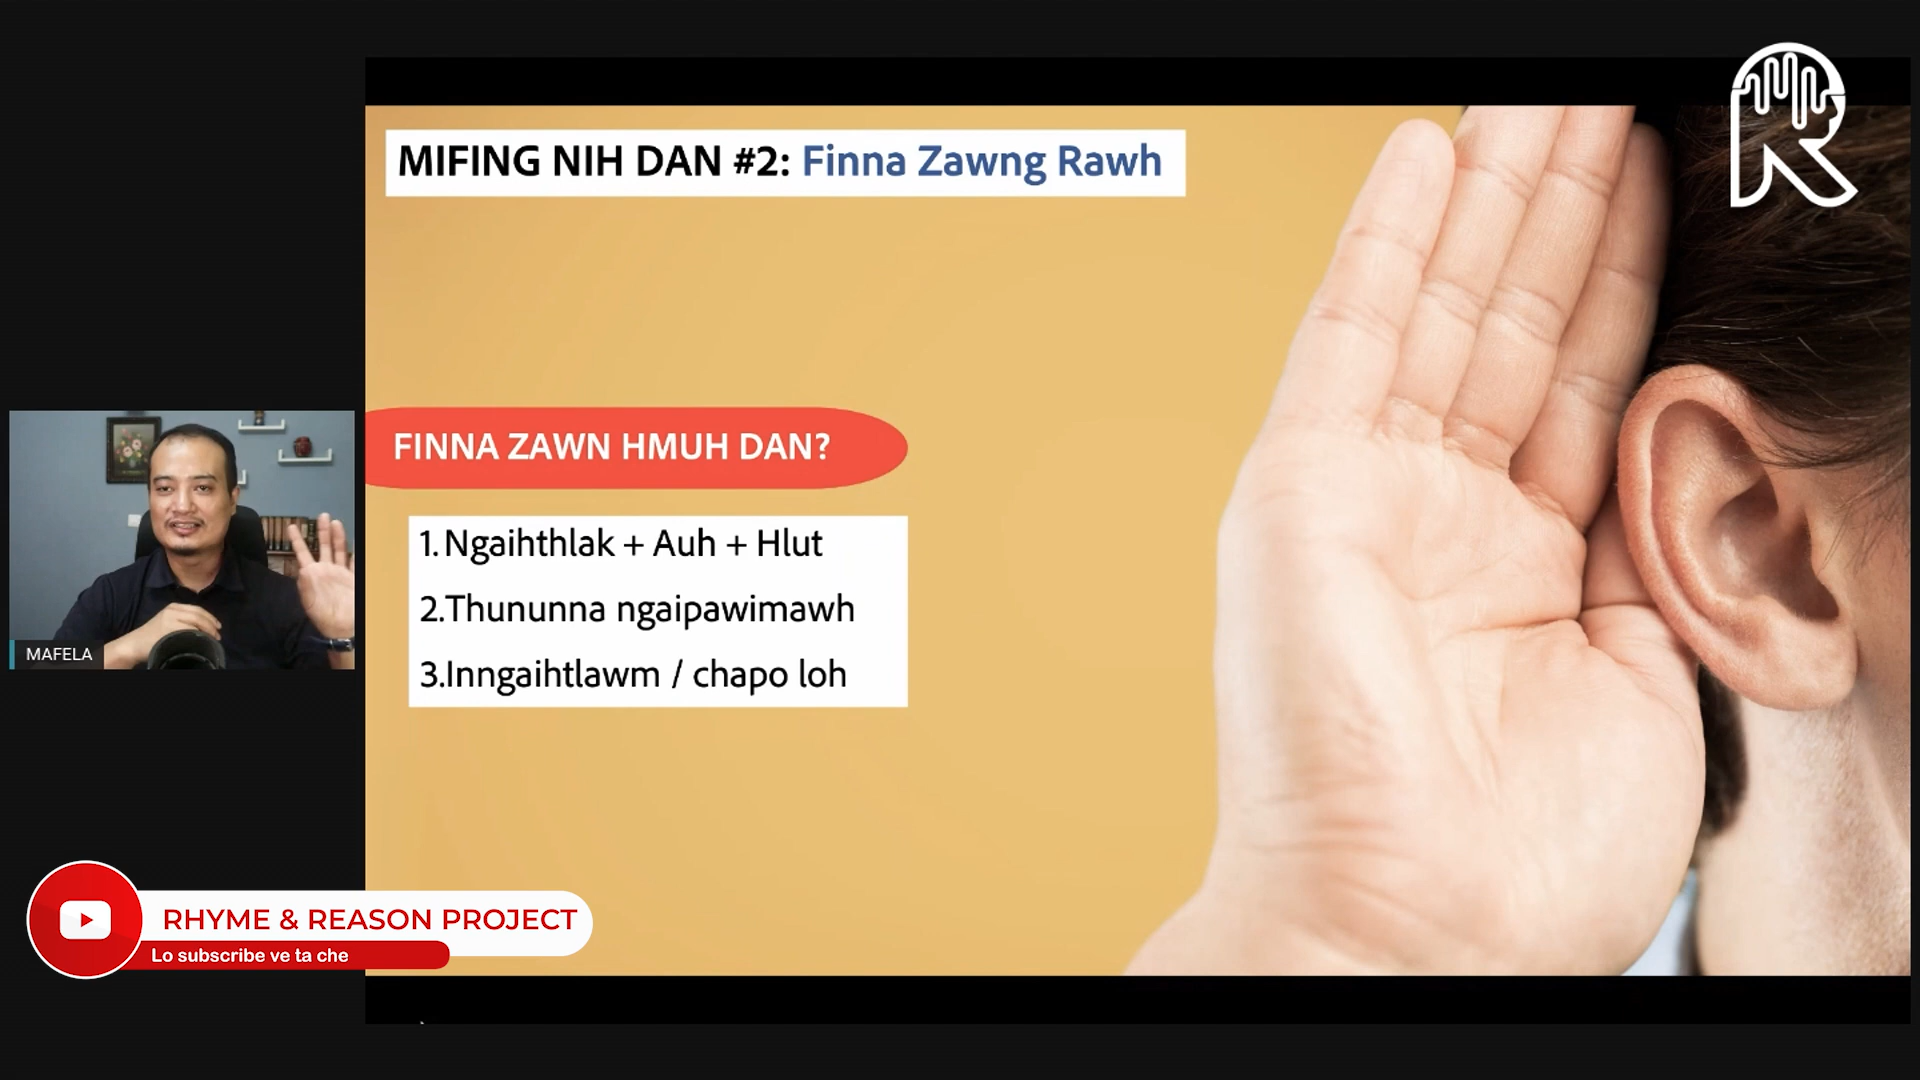 MIFING NIH DAN #2: Finna Zawng Rawh
FINNA ZAWN HMUH DAN?
1. Ngaihthlak + Auh + Hlut
2.Thununna ngaipawimawh
3.Inngaihtlawm / chapo loh
MAFELA
RHYME & REASON PROJECT
Lo subscribe ve ta che